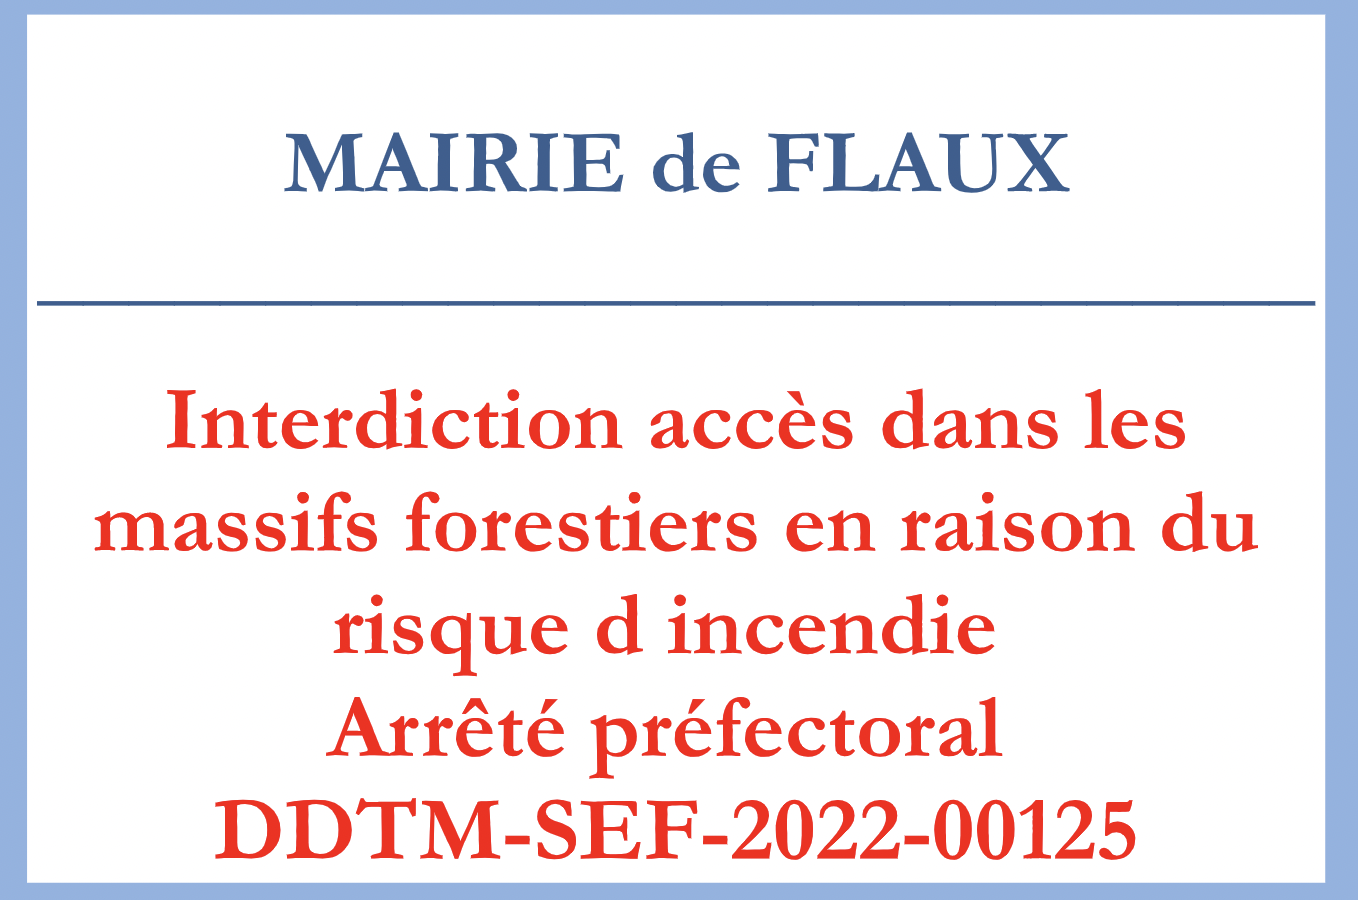 MAIRIE de FLAUX
Interdiction accès dans les
massifs forestiers en raison du
risque d incendie
Arrêté préfectoral
DDTM-SEF-2022-00125